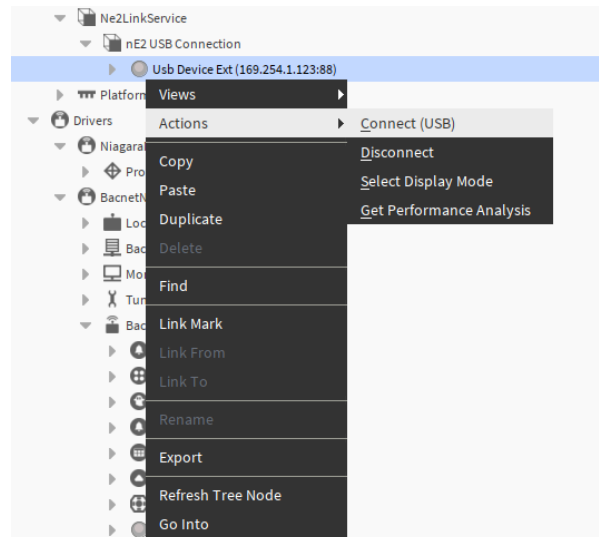 Ne2LinkService
nE2 USB Connection
Usb Device Ext (169.254.1.123:88)
Platform
Views
Drivers
Actions
Connect (USB)
Disconnect
Select Display Mode
Get Performance Analysis
Copy
Paste
Duplicate
Delete
Find
Link Mark
Link From
Link To
Rename
Export
Refresh Tree Node
Go Into
Niagara
Pro
BacnetN
Loc
Bac
Mo
Tun
Bac